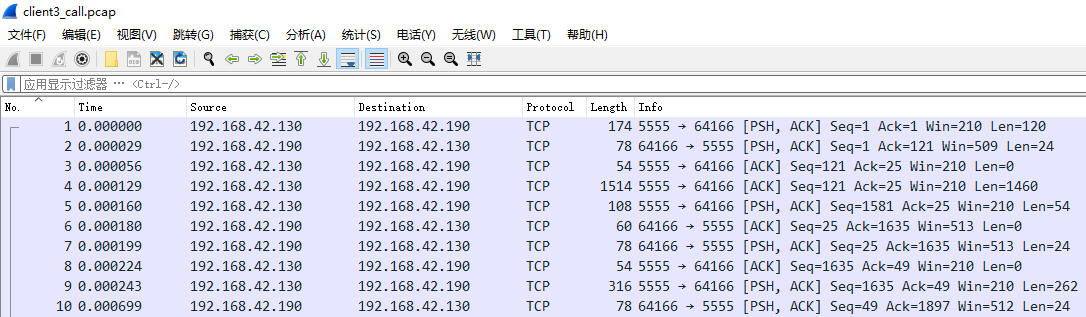 client3_call.pcap
文件(F) 编辑(E) 视图(V) 跳转(G) 捕获(C) 分析(A) 统计(S) 电话(Y) 无线(W) 工具(T) 帮助(H)
应用显示过滤器 … <Ctrl-/>
No. Time Source Destination Protocol Length Info
1 0.000000 192.168.42.130 192.168.42.190 TCP 174 5555 → 64166 [PSH, ACK] Seq=1 Ack=1 Win=210 Len=120
2 0.000029 192.168.42.190 192.168.42.130 TCP 78 64166 → 5555 [PSH, ACK] Seq=1 Ack=121 Win=509 Len=24
3 0.000056 192.168.42.130 192.168.42.190 TCP 54 5555 → 64166 [ACK] Seq=121 Ack=25 Win=210 Len=0
4 0.000129 192.168.42.130 192.168.42.190 TCP 1514 5555 → 64166 [ACK] Seq=121 Ack=25 Win=210 Len=1460
5 0.000160 192.168.42.130 192.168.42.190 TCP 108 5555 → 64166 [PSH, ACK] Seq=1581 Ack=25 Win=210 Len=54
6 0.000180 192.168.42.190 192.168.42.130 TCP 60 64166 → 5555 [ACK] Seq=25 Ack=1635 Win=513 Len=0
7 0.000199 192.168.42.190 192.168.42.130 TCP 78 64166 → 5555 [PSH, ACK] Seq=25 Ack=1635 Win=513 Len=24
8 0.000224 192.168.42.130 192.168.42.190 TCP 54 5555 → 64166 [ACK] Seq=1635 Ack=49 Win=210 Len=0
9 0.000243 192.168.42.130 192.168.42.190 TCP 316 5555 → 64166 [PSH, ACK] Seq=1635 Ack=49 Win=210 Len=262
10 0.000699 192.168.42.190 192.168.42.130 TCP 78 64166 → 5555 [PSH, ACK] Seq=49 Ack=1897 Win=512 Len=24